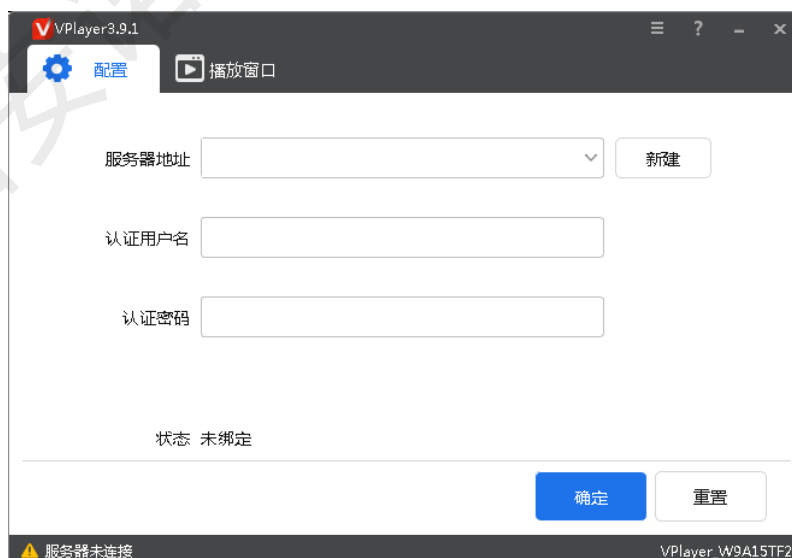 VPlayer3.9.1
配置 播放窗口
服务器地址 新建
认证用户名
认证密码
状态 未绑定
确定 重置
服务器未连接 VPlayer_W9A15TF2